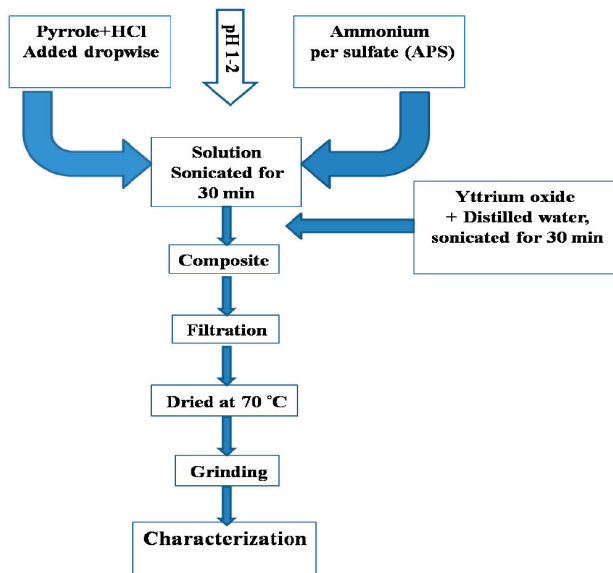 Pyrrole+HCl
Added dropwise
pH 1-2
Ammonium
per sulfate (APS)
Solution
Sonicated for
30 min
Yttrium oxide
+ Distilled water,
sonicated for 30 min
Composite
Filtration
Dried at 70 °C
Grinding
Characterization